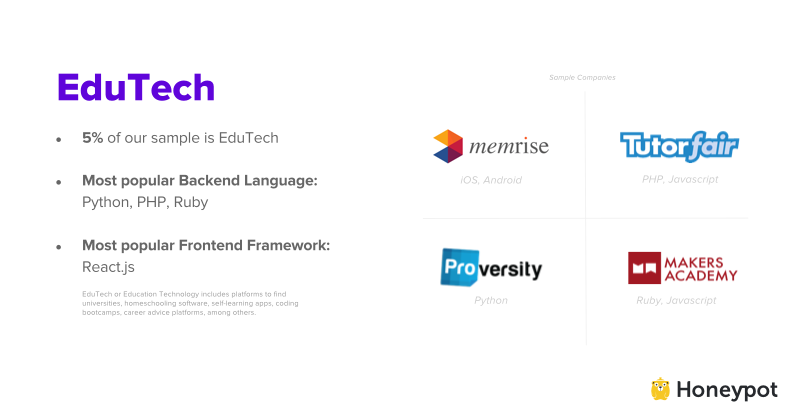 EduTech
• 5% of our sample is EduTech
• Most popular Backend Language:
Python, PHP, Ruby
• Most popular Frontend Framework:
React.js
EduTech or Education Technology includes platforms to find
universities, homeschooling software, self-learning apps, coding
bootcamps, career advice platforms, among others.
Sample Companies
memrise
iOS, Android
Tutorfair
PHP, Javascript
Proversity
Python
MAKERS
ACADEMY
Ruby, Javascript
Honeypot